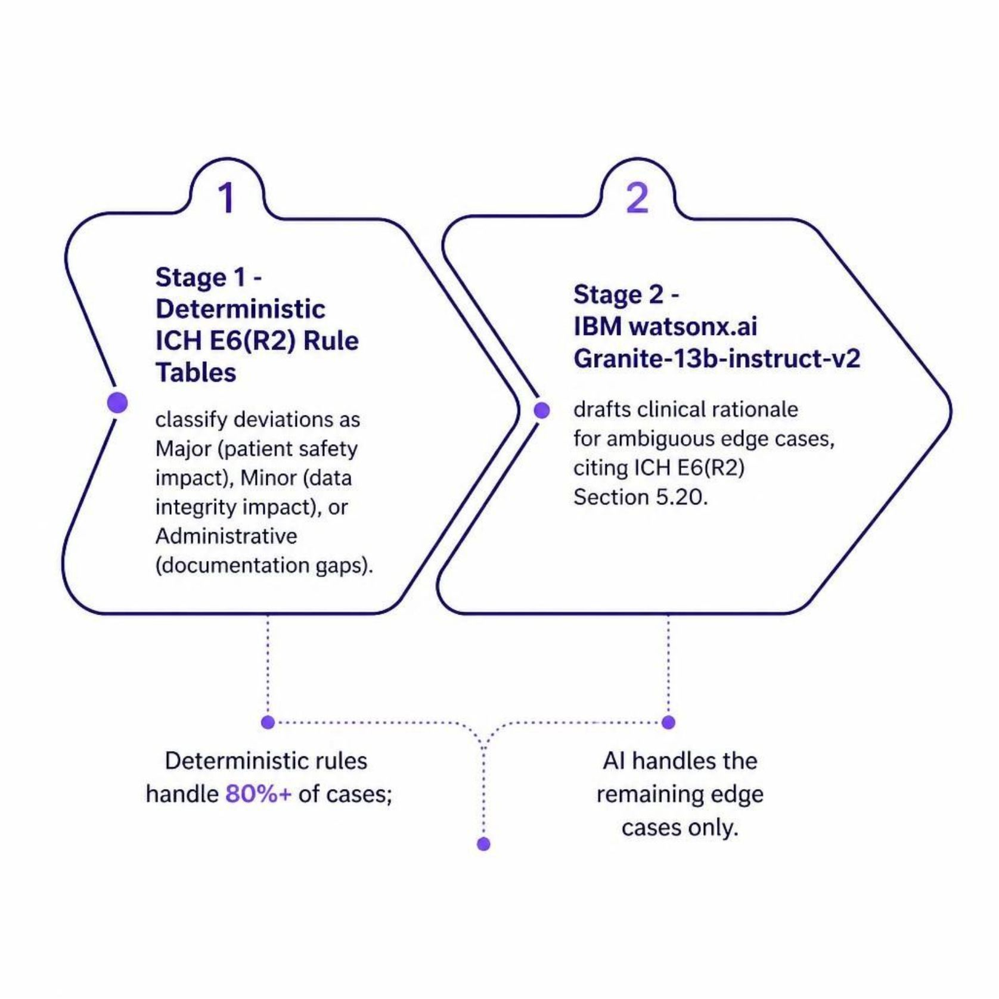 1
Stage 1 -
Deterministic
ICH E6(R2) Rule
Tables
classify deviations as
Major (patient safety
impact), Minor (data
integrity impact), or
Administrative
(documentation gaps).
2
Stage 2 -
IBM watsonx.ai
Granite-13b-instruct-v2
drafts clinical rationale
for ambiguous edge cases,
citing ICH E6(R2)
Section 5.20.
Deterministic rules
handle 80%+ of cases;
AI handles the
remaining edge
cases only.